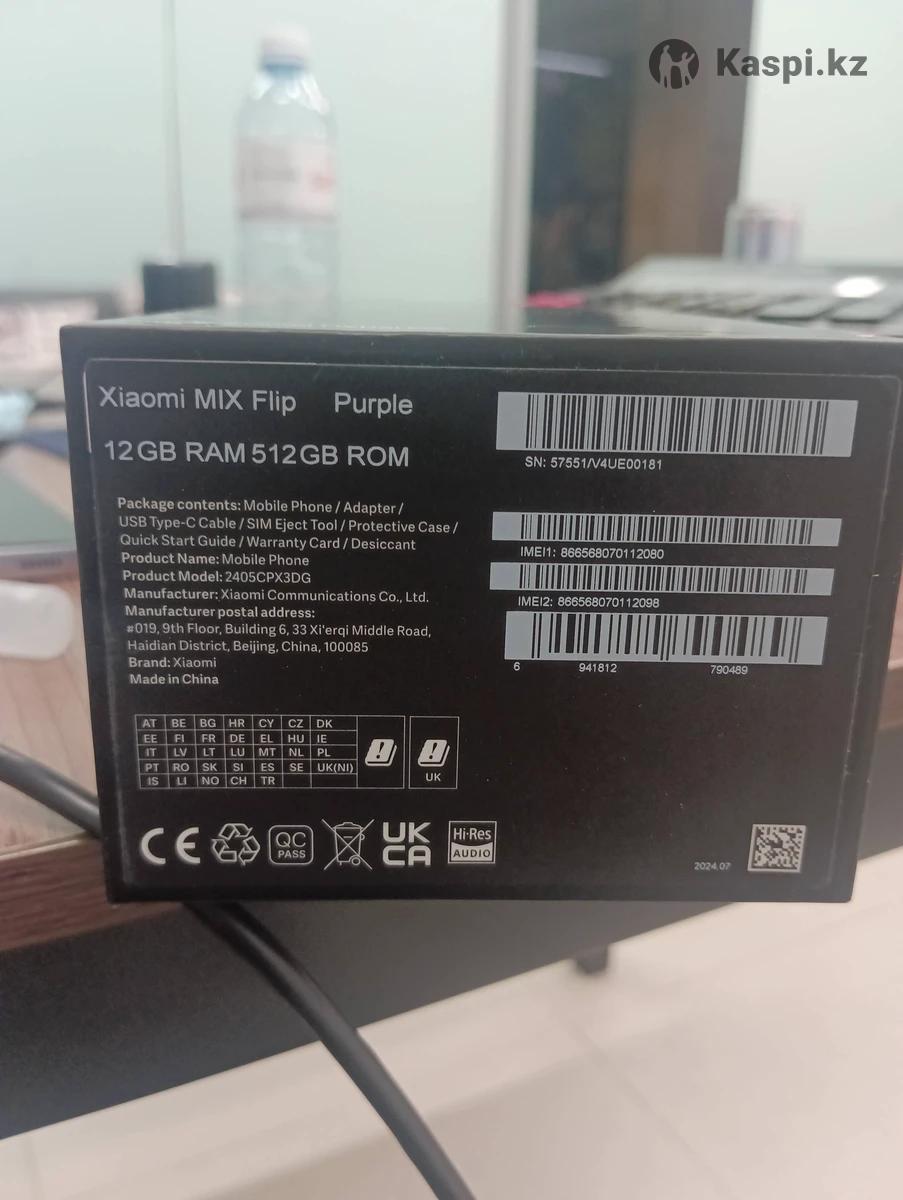 Kaspi.kz
Xiaomi MIX Flip Purple
12GB RAM 512GB ROM
SN: 57551/V4UE00181
Package contents: Mobile Phone / Adapter /
USB Type-C Cable / SIM Eject Tool / Protective Case /
Quick Start Guide / Warranty Card / Desiccant
Product Name: Mobile Phone
Product Model: 2405CPX3DG
Manufacturer: Xiaomi Communications Co., Ltd.
Manufacturer postal address:
#019, 9th Floor, Building 6, 33 Xi'erqi Middle Road,
Haidian District, Beijing, China, 100085
Brand: Xiaomi
Made in China
IMEI1: 866568070112080
IMEI2: 866568070112098
6 941812 790489
AT BE BG HR CY CZ DK
EE FI FR DE EL HU IE
IT LV LT LU MT NL PL
PT RO SK SI ES SE UK(NI)
IS LI NO CH TR
UK
CE
QC
PASS
UK
CA
Hi-Res
AUDIO
2024.07